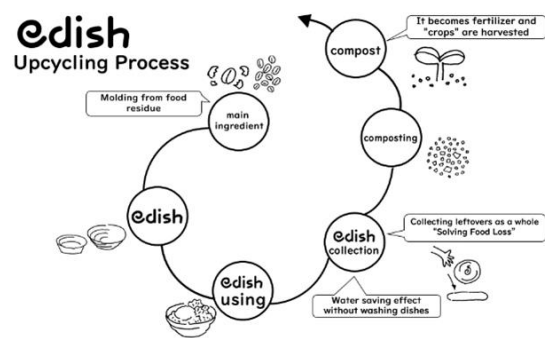 edish
Upcycling Process
Molding from food
residue
main
ingredient
edish
edish
using
edish
collection
Water saving effect
without washing dishes
Collecting leftovers as a whole
"Solving Food Loss"
composting
compost
It becomes fertilizer and
"crops" are harvested